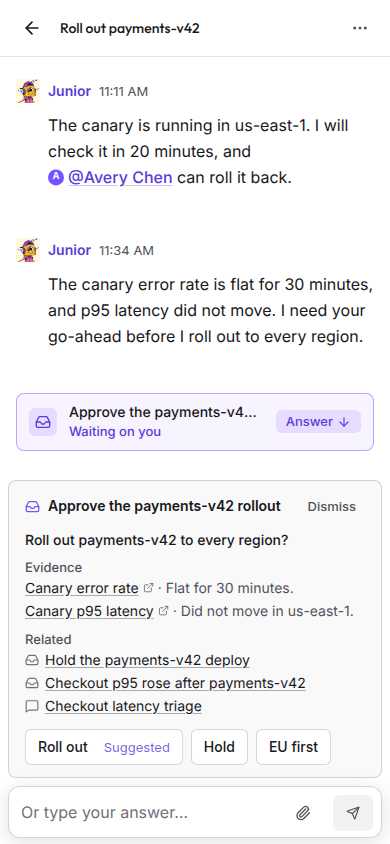 Roll out payments-v42
Junior 11:11 AM
The canary is running in us-east-1. I will
check it in 20 minutes, and
A @Avery Chen can roll it back.
Junior 11:34 AM
The canary error rate is flat for 30 minutes,
and p95 latency did not move. I need your
go-ahead before I roll out to every region.
Approve the payments-v4...
Waiting on you
Answer ↓
Approve the payments-v42 rollout
Dismiss
Roll out payments-v42 to every region?
Evidence
Canary error rate · Flat for 30 minutes.
Canary p95 latency · Did not move in us-east-1.
Related
Hold the payments-v42 deploy
Checkout p95 rose after payments-v42
Checkout latency triage
Roll out Suggested Hold EU first
Or type your answer...